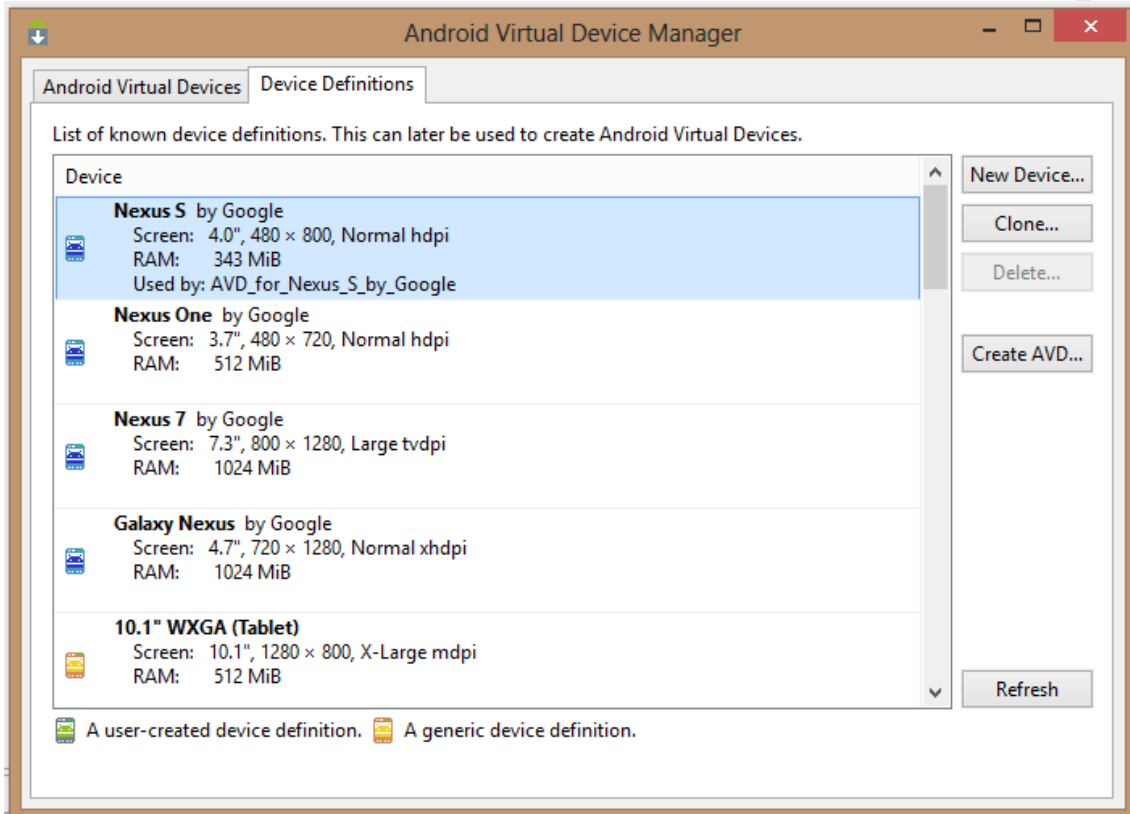 Android Virtual Device Manager
Android Virtual Devices
Device Definitions
List of known device definitions. This can later be used to create Android Virtual Devices.
Device
Nexus S by Google
Screen: 4.0", 480 × 800, Normal hdpi
RAM: 343 MiB
Used by: AVD_for_Nexus_S_by_Google
Nexus One by Google
Screen: 3.7", 480 × 720, Normal hdpi
RAM: 512 MiB
Nexus 7 by Google
Screen: 7.3", 800 × 1280, Large tvdpi
RAM: 1024 MiB
Galaxy Nexus by Google
Screen: 4.7", 720 × 1280, Normal xhdpi
RAM: 1024 MiB
10.1" WXGA (Tablet)
Screen: 10.1", 1280 × 800, X-Large mdpi
RAM: 512 MiB
New Device...
Clone...
Delete...
Create AVD...
Refresh
A user-created device definition. A generic device definition.